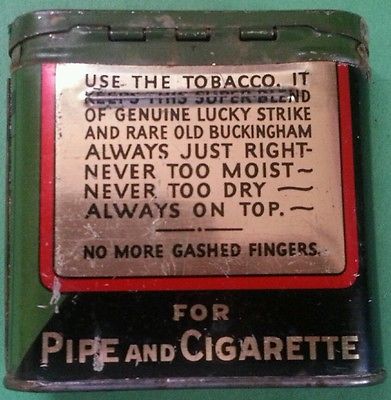 USE THE TOBACCO. IT
KEEPS THIS SUPER-BLEND
OF GENUINE LUCKY STRIKE
AND RARE OLD BUCKINGHAM
ALWAYS JUST RIGHT-
NEVER TOO MOIST~
NEVER TOO DRY ~
ALWAYS ON TOP. ~
NO MORE GASHED FINGERS.
FOR
PIPE AND CIGARETTE